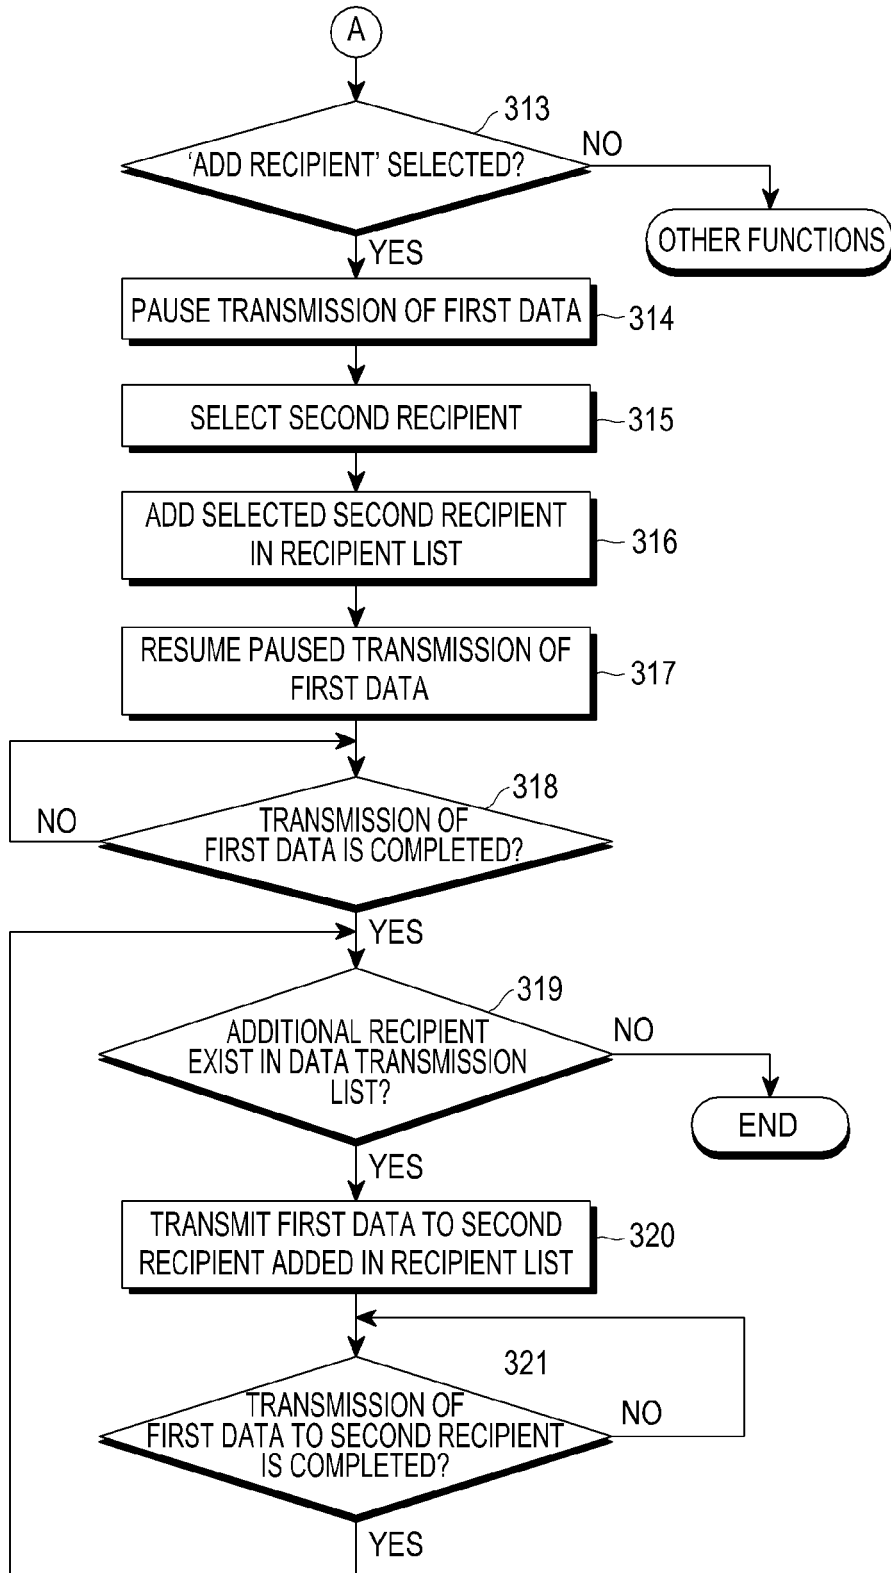 A
313
'ADD RECIPIENT' SELECTED?
NO
OTHER FUNCTIONS
YES
PAUSE TRANSMISSION OF FIRST DATA
314
SELECT SECOND RECIPIENT
315
ADD SELECTED SECOND RECIPIENT
IN RECIPIENT LIST
316
RESUME PAUSED TRANSMISSION OF
FIRST DATA
317
318
NO
TRANSMISSION OF
FIRST DATA IS COMPLETED?
YES
319
ADDITIONAL RECIPIENT
EXIST IN DATA TRANSMISSION
LIST?
NO
END
YES
TRANSMIT FIRST DATA TO SECOND
RECIPIENT ADDED IN RECIPIENT LIST
320
321
TRANSMISSION OF
FIRST DATA TO SECOND RECIPIENT
IS COMPLETED?
NO
YES